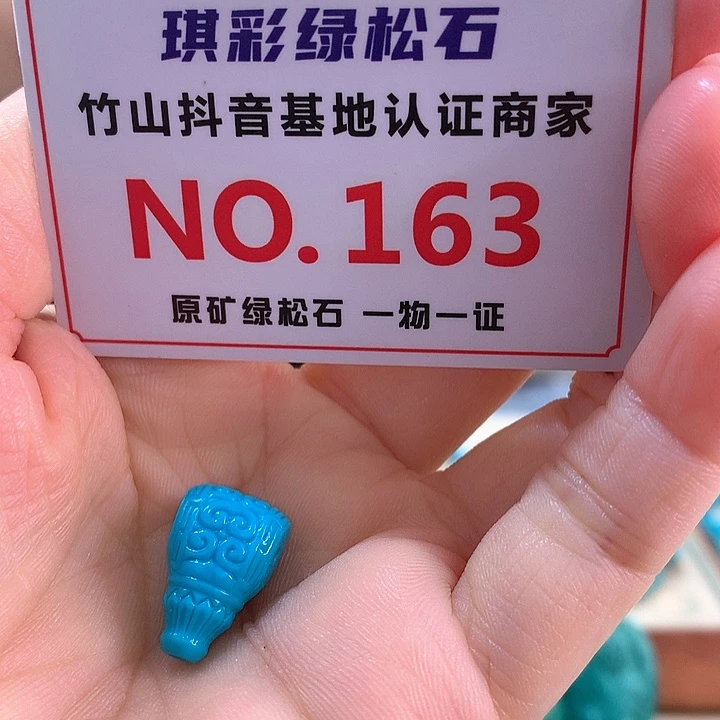 琪彩绿松石
竹山抖音基地认证商家
NO.163
原矿绿松石 一物一证